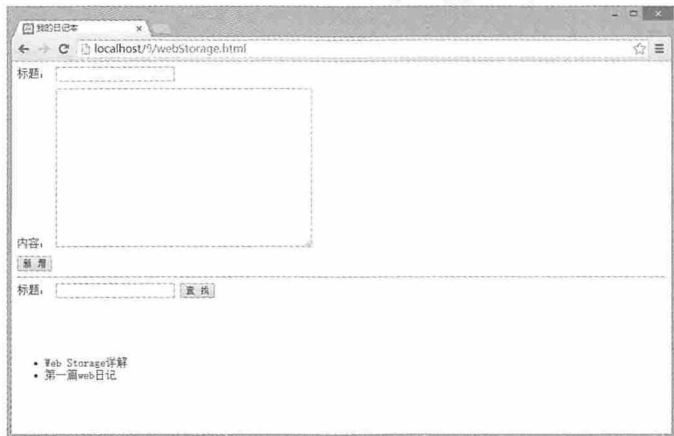 我的日记本
localhost/9/webStorage.html
标题：
内容：
新 增
标题：
查 找
Web Storage详解
第一篇web日记